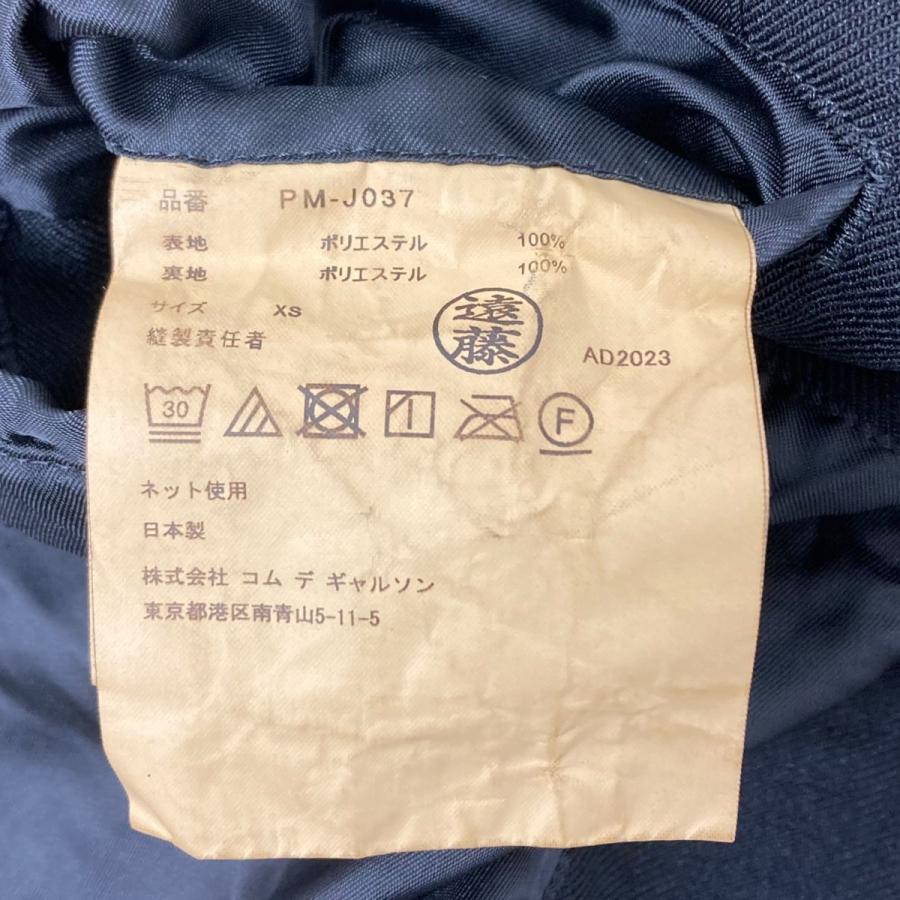 品番 PM-J037
表地 ポリエステル 100%
裏地 ポリエステル 100%
サイズ XS
縫製責任者 遠藤 AD2023
30 F
ネット使用
日本製
株式会社 コム デ ギャルソン
東京都港区南青山5-11-5